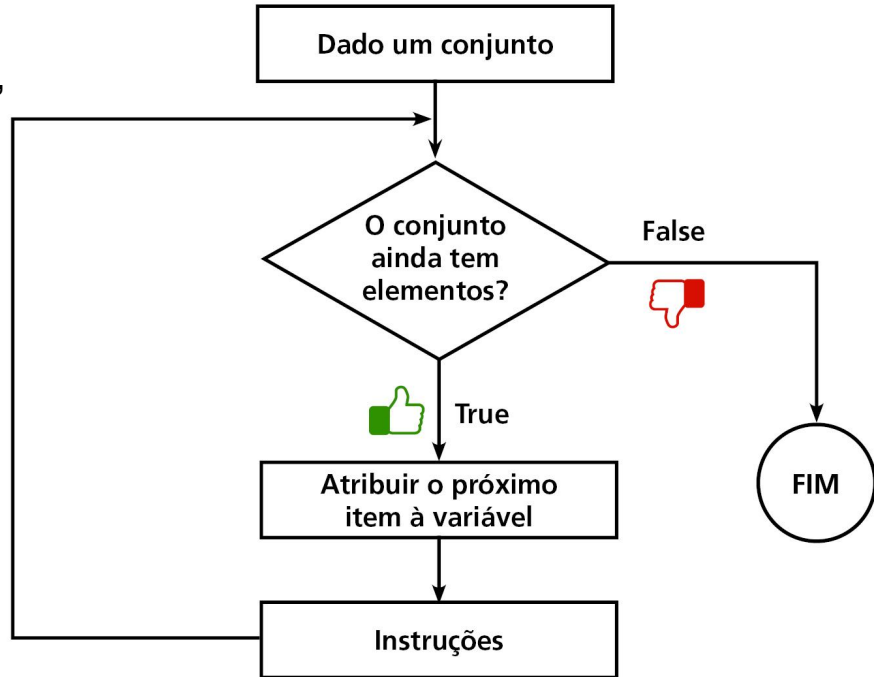 ,
Dado um conjunto
O conjunto
ainda tem
elementos?
False
True
Atribuir o próximo
item à variável
FIM
Instruções